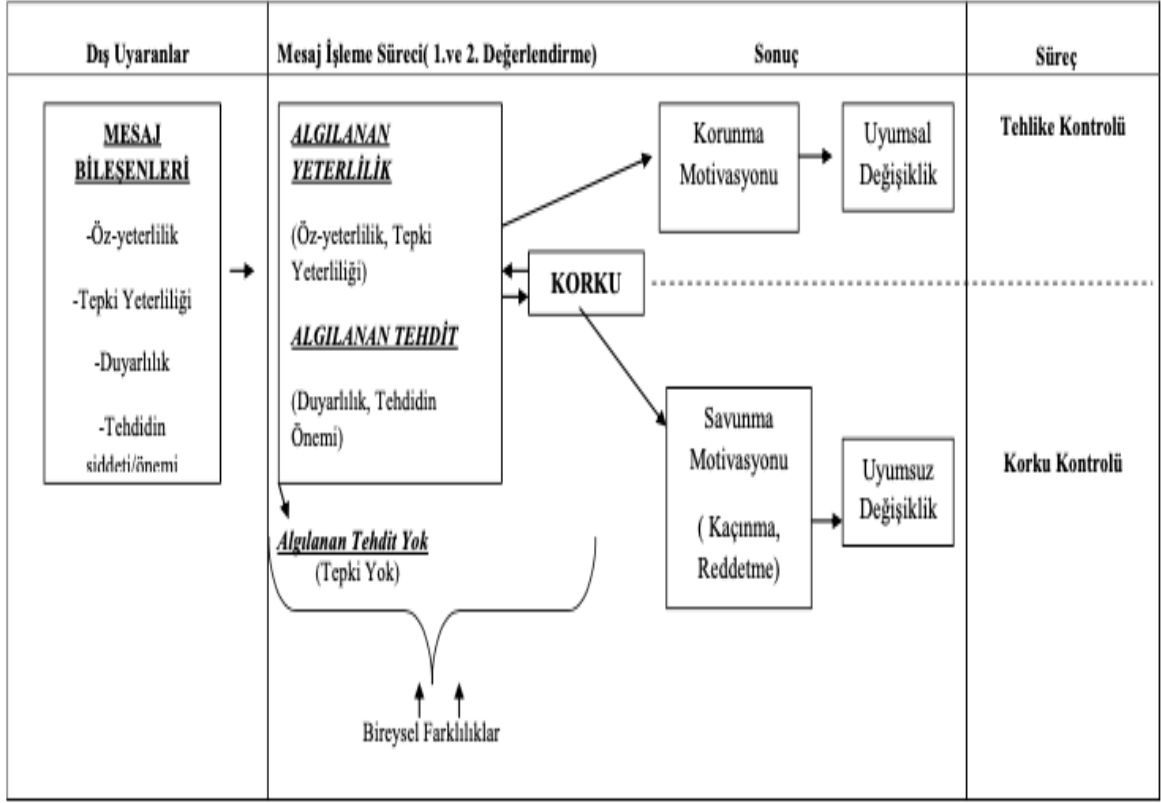 Dış Uyaranlar
Mesaj İşleme Süreci( 1.ve 2. Değerlendirme)
Sonuç
Süreç
MESAJ
BİLEŞENLERİ
-Öz-yeterlilik
-Tepki Yeterliliği
-Duyarlılık
-Tehdidin
şiddeti/önemi
ALGILANAN
YETERLİLİK
(Öz-yeterlilik, Tepki
Yeterliliği)
ALGILANAN TEHDİT
(Duyarlılık, Tehdidin
Önemi)
Algılanan Tehdit Yok
(Tepki Yok)
Bireysel Farklılıklar
KORKU
Korunma
Motivasyonu
Uyumsal
Değişiklik
Tehlike Kontrolü
Savunma
Motivasyonu
( Kaçınma,
Reddetme)
Uyumsuz
Değişiklik
Korku Kontrolü